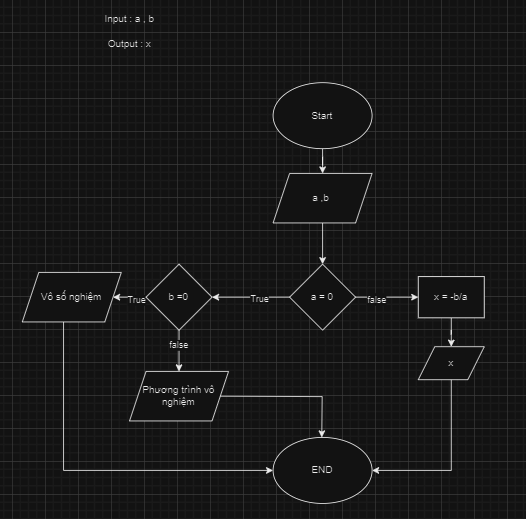 Input : a , b
Output : x
Start
a ,b
a = 0
True
false
b =0
True
Vô số nghiệm
x = -b/a
false
x
Phương trình vô
nghiệm
END